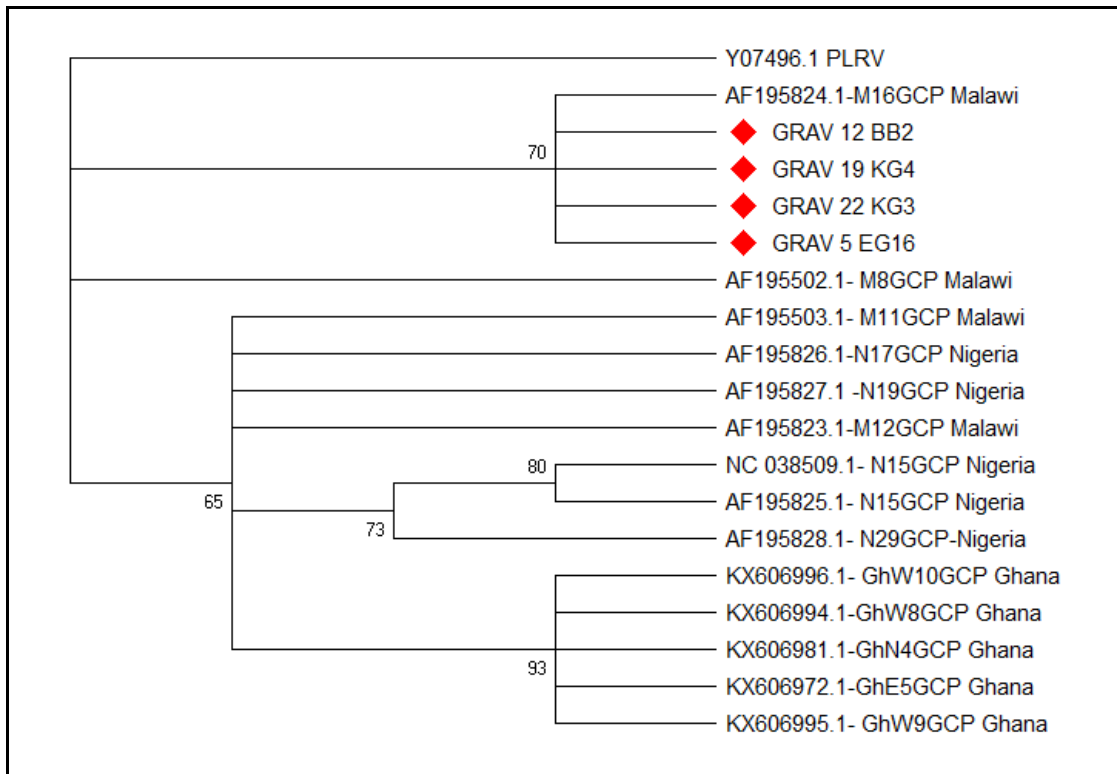 Y07496.1 PLRV
AF195824.1-M16GCP Malawi
GRAV 12 BB2
70
GRAV 19 KG4
GRAV 22 KG3
GRAV 5 EG16
AF195502.1- M8GCP Malawi
AF195503.1- M11GCP Malawi
AF195826.1-N17GCP Nigeria
AF195827.1 -N19GCP Nigeria
AF195823.1-M12GCP Malawi
80
NC 038509.1- N15GCP Nigeria
65
AF195825.1- N15GCP Nigeria
73
AF195828.1- N29GCP-Nigeria
KX606996.1- GhW10GCP Ghana
KX606994.1-GhW8GCP Ghana
KX606981.1-GhN4GCP Ghana
93
KX606972.1-GhE5GCP Ghana
KX606995.1- GhW9GCP Ghana